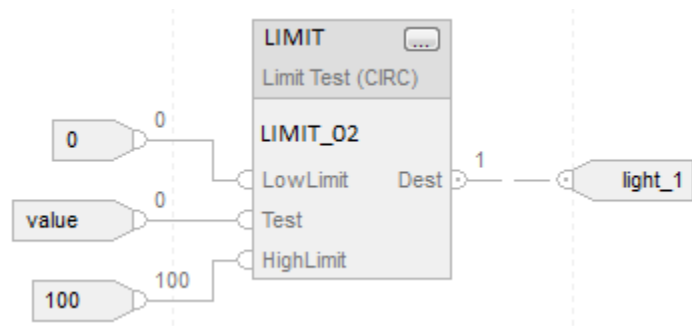 LIMIT
...
Limit Test (CIRC)
LIMIT_02
0
0
LowLimit
Dest
1
light_1
value
0
Test
100
100
HighLimit